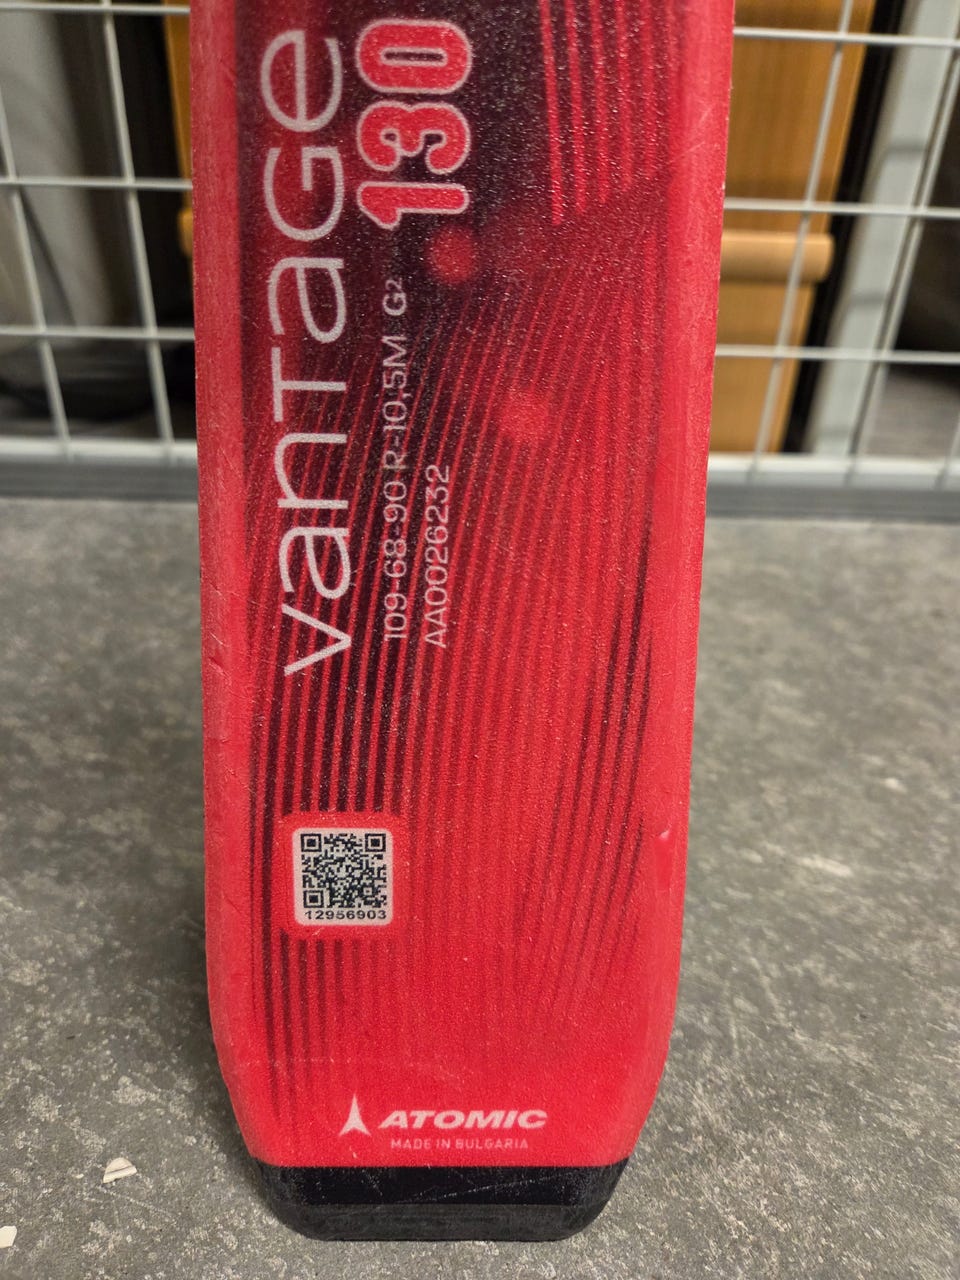 vantage
130
109-68-90 R-10,5M G²
AA0026232
12956903
ATOMIC
MADE IN BULGARIA